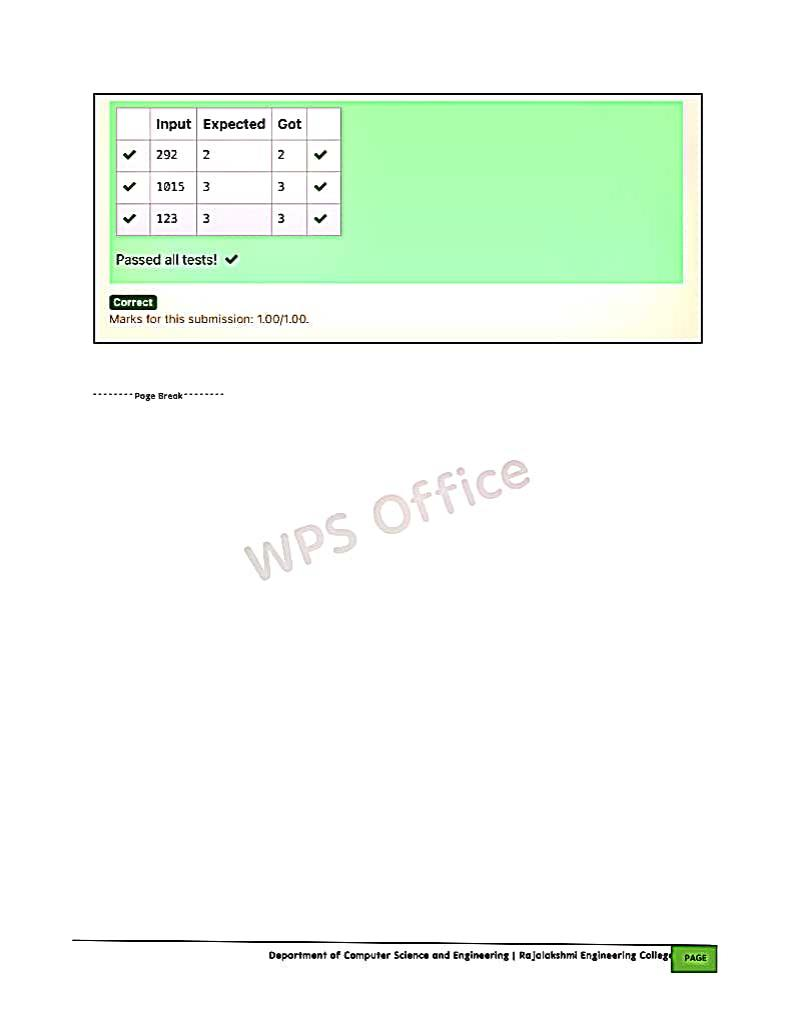 Input Expected Got
✔ 292 2 2 ✔
✔ 1015 3 3 ✔
✔ 123 3 3 ✔
Passed all tests! ✔
Correct
Marks for this submission: 1.00/1.00.
--------Page Break--------
WPS Office
Department of Computer Science and Engineering | Rajalakshmi Engineering College
PAGE